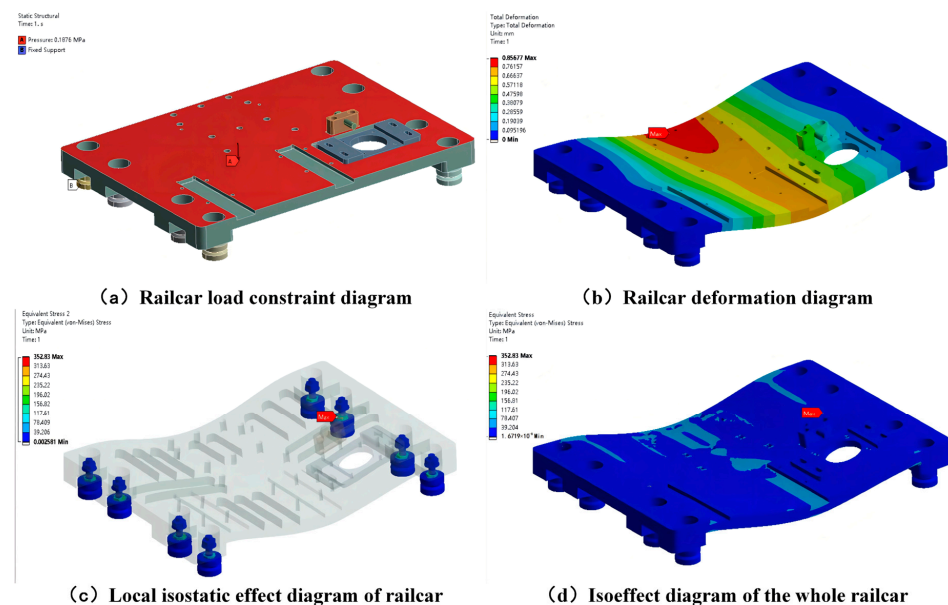 Static Structural
Time: 1. s
A Pressure: 0.1876 MPa
B Fixed Support
A
B
(a) Railcar load constraint diagram
Total Deformation
Type: Total Deformation
Unit: mm
Time: 1
0.85677 Max
0.76157
0.66637
0.57118
0.47598
0.38079
0.28559
0.19039
0.095196
0 Min
Max
(b) Railcar deformation diagram
Equivalent Stress 2
Type: Equivalent (von-Mises) Stress
Unit: MPa
Time: 1
352.83 Max
313.63
274.43
235.22
196.02
156.82
117.61
78.409
39.206
0.002581 Min
Max
(c) Local isostatic effect diagram of railcar
Equivalent Stress
Type: Equivalent (von-Mises) Stress
Unit: MPa
Time: 1
352.83 Max
313.63
274.43
235.22
196.02
156.81
117.61
78.407
39.204
Min
Max
(d) Isoeffect diagram of the whole railcar